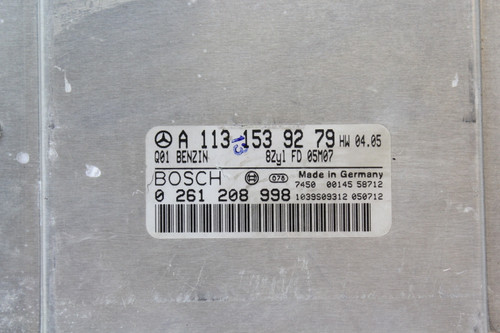 A 113 153 92 79 HW 04.05
Q01 BENZIN 8Zyl FD 05M07
BOSCH 078 Made in Germany
7450 00145 58712
0 261 208 998 1039S09312 050712